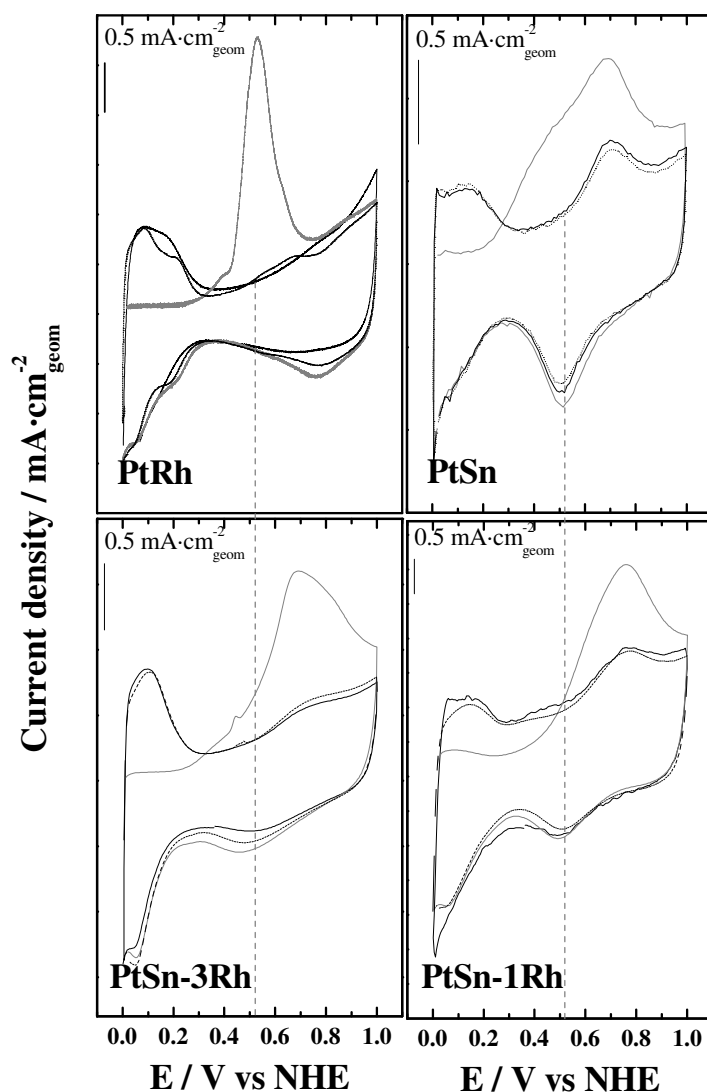 0.5 mA·cm⁻²geom
0.5 mA·cm⁻²geom
PtRh
PtSn
0.5 mA·cm⁻²geom
0.5 mA·cm⁻²geom
PtSn-3Rh
PtSn-1Rh
Current density / mA·cm⁻²geom
0.0 0.2 0.4 0.6 0.8 1.0
0.0 0.2 0.4 0.6 0.8 1.0
E / V vs NHE
E / V vs NHE